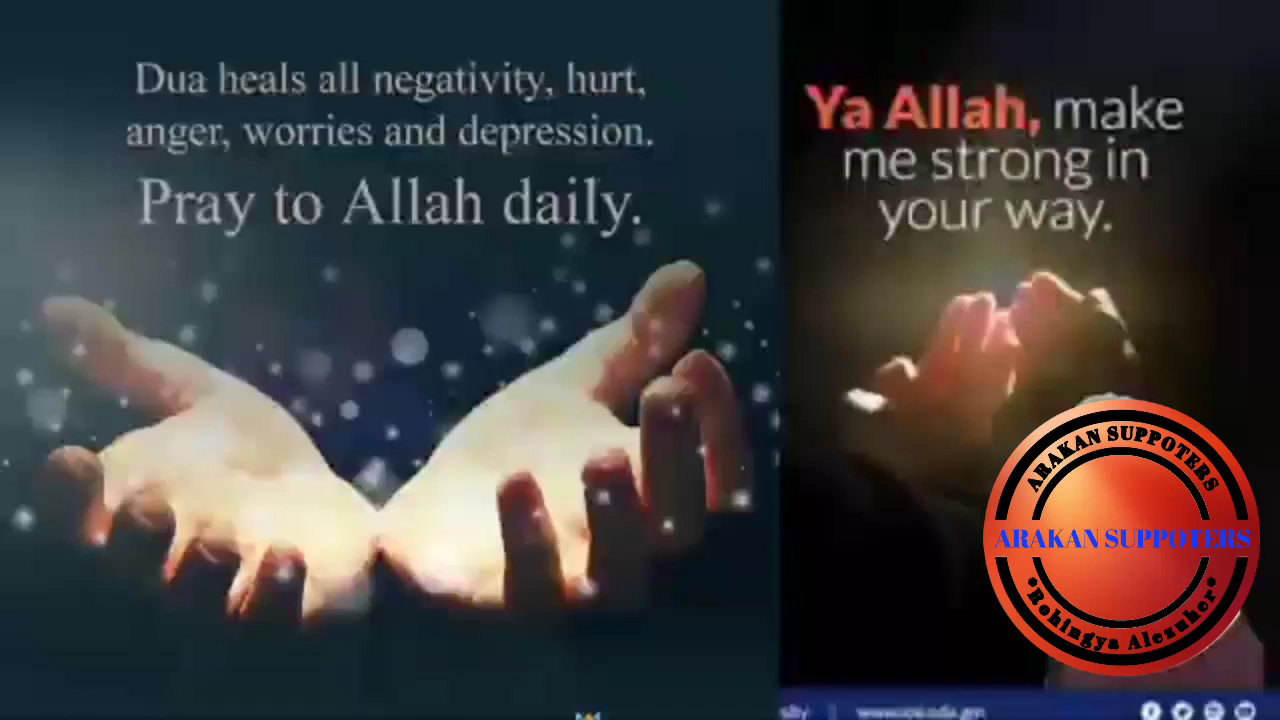 Dua heals all negativity, hurt,
anger, worries and depression.
Pray to Allah daily.
Ya Allah, make
me strong in
your way.
ARAKAN SUPPOTERS
ARAKAN SUPPOTERS
•Rohingya Alezuher•